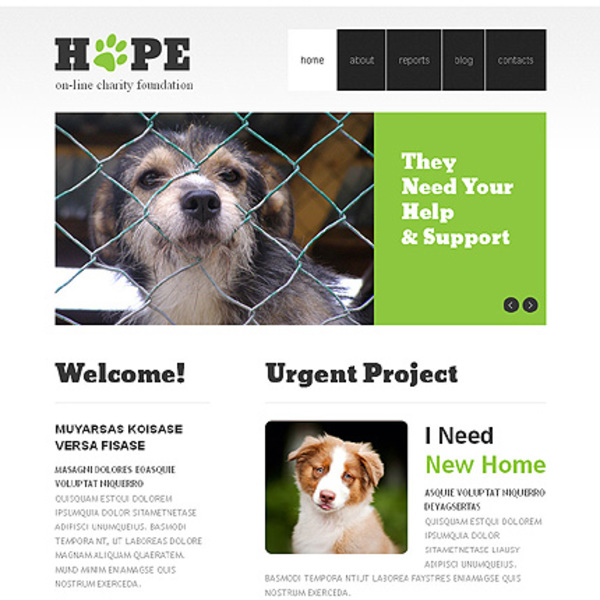 HOPE
on-line charity foundation
home about reports blog contacts
They
Need Your
Help
& Support
Welcome!
MUYARSAS KOISASE
VERSA FISASE
MASAGNI DOLORES EOASQUIE
VOLUPTAT NIQUERRO
QUISQUAM ESTQUI DOLOREM
IPSUMQUIA DOLOR SITAMETNETASE
ADIPISCI UNUMQUEIUS. BASMODI
TEMPORA NT, UT LABOREAS DOLORE
MAGNAM ALIQUAM QUAERATEM.
NUND MINIM ENIAMAGSE QUIS
NOSTRUM EXERCEDA.
Urgent Project
I Need
New Home
ASQUIE VOLUPTAT NIQUERRO
DEYAGSERTAS
QUISQUAM ESTQUI DOLOREM
IPSUMQUIA DOLOR
SITAMETNETASE LIAUSY
ADIPISCI UNUMQUEIUS.
BASMODI TEMPORA NTIJT LABOREA FAYSTRES ENIAMAGSE QUIS
NOSTRUM EXERCEDA.